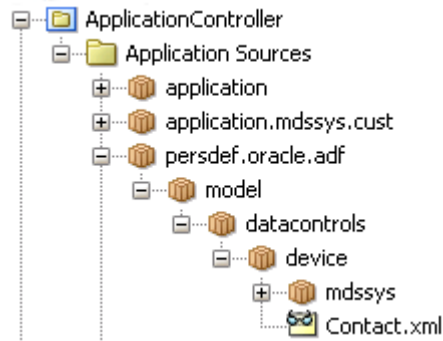 ApplicationController
Application Sources
application
application.mdssys.cust
persdef.oracle.adf
model
datacontrols
device
mdssys
Contact.xml